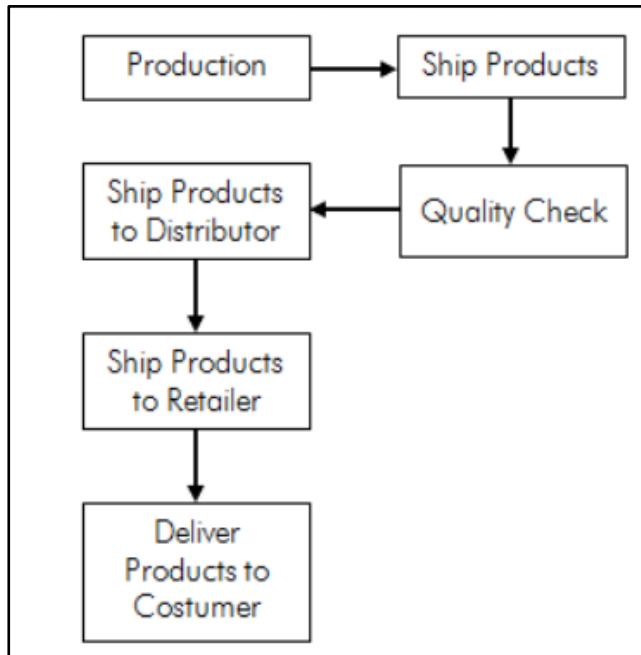 Production
Ship Products
Quality Check
Ship Products
to Distributor
Ship Products
to Retailer
Deliver
Products to
Costumer